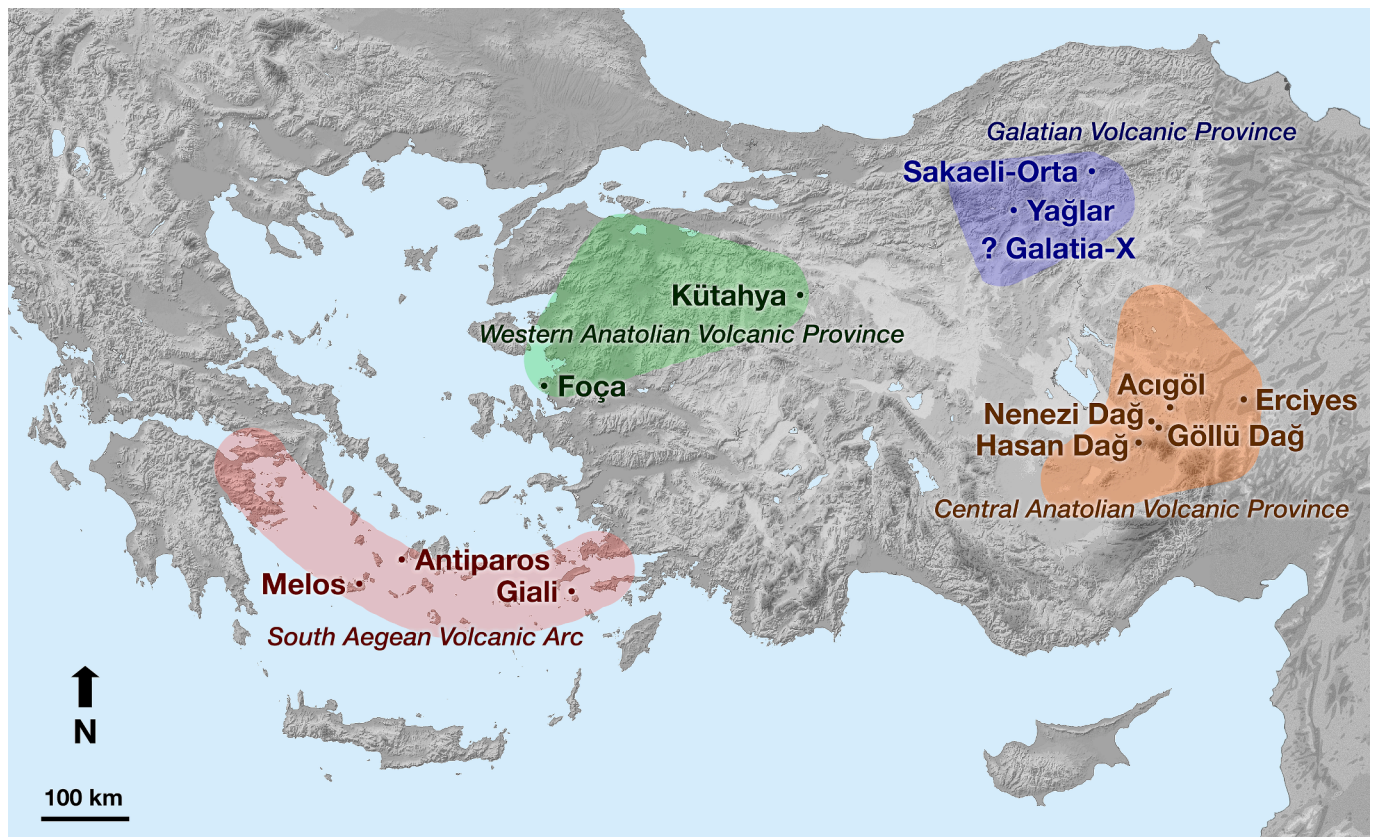 Galatian Volcanic Province
Sakaeli-Orta
Yağlar
? Galatia-X
Kütahya
Western Anatolian Volcanic Province
Foça
Acıgöl
Erciyes
Nenezi Dağ
Göllü Dağ
Hasan Dağ
Central Anatolian Volcanic Province
Antiparos
Melos
Giali
South Aegean Volcanic Arc
N
100 km